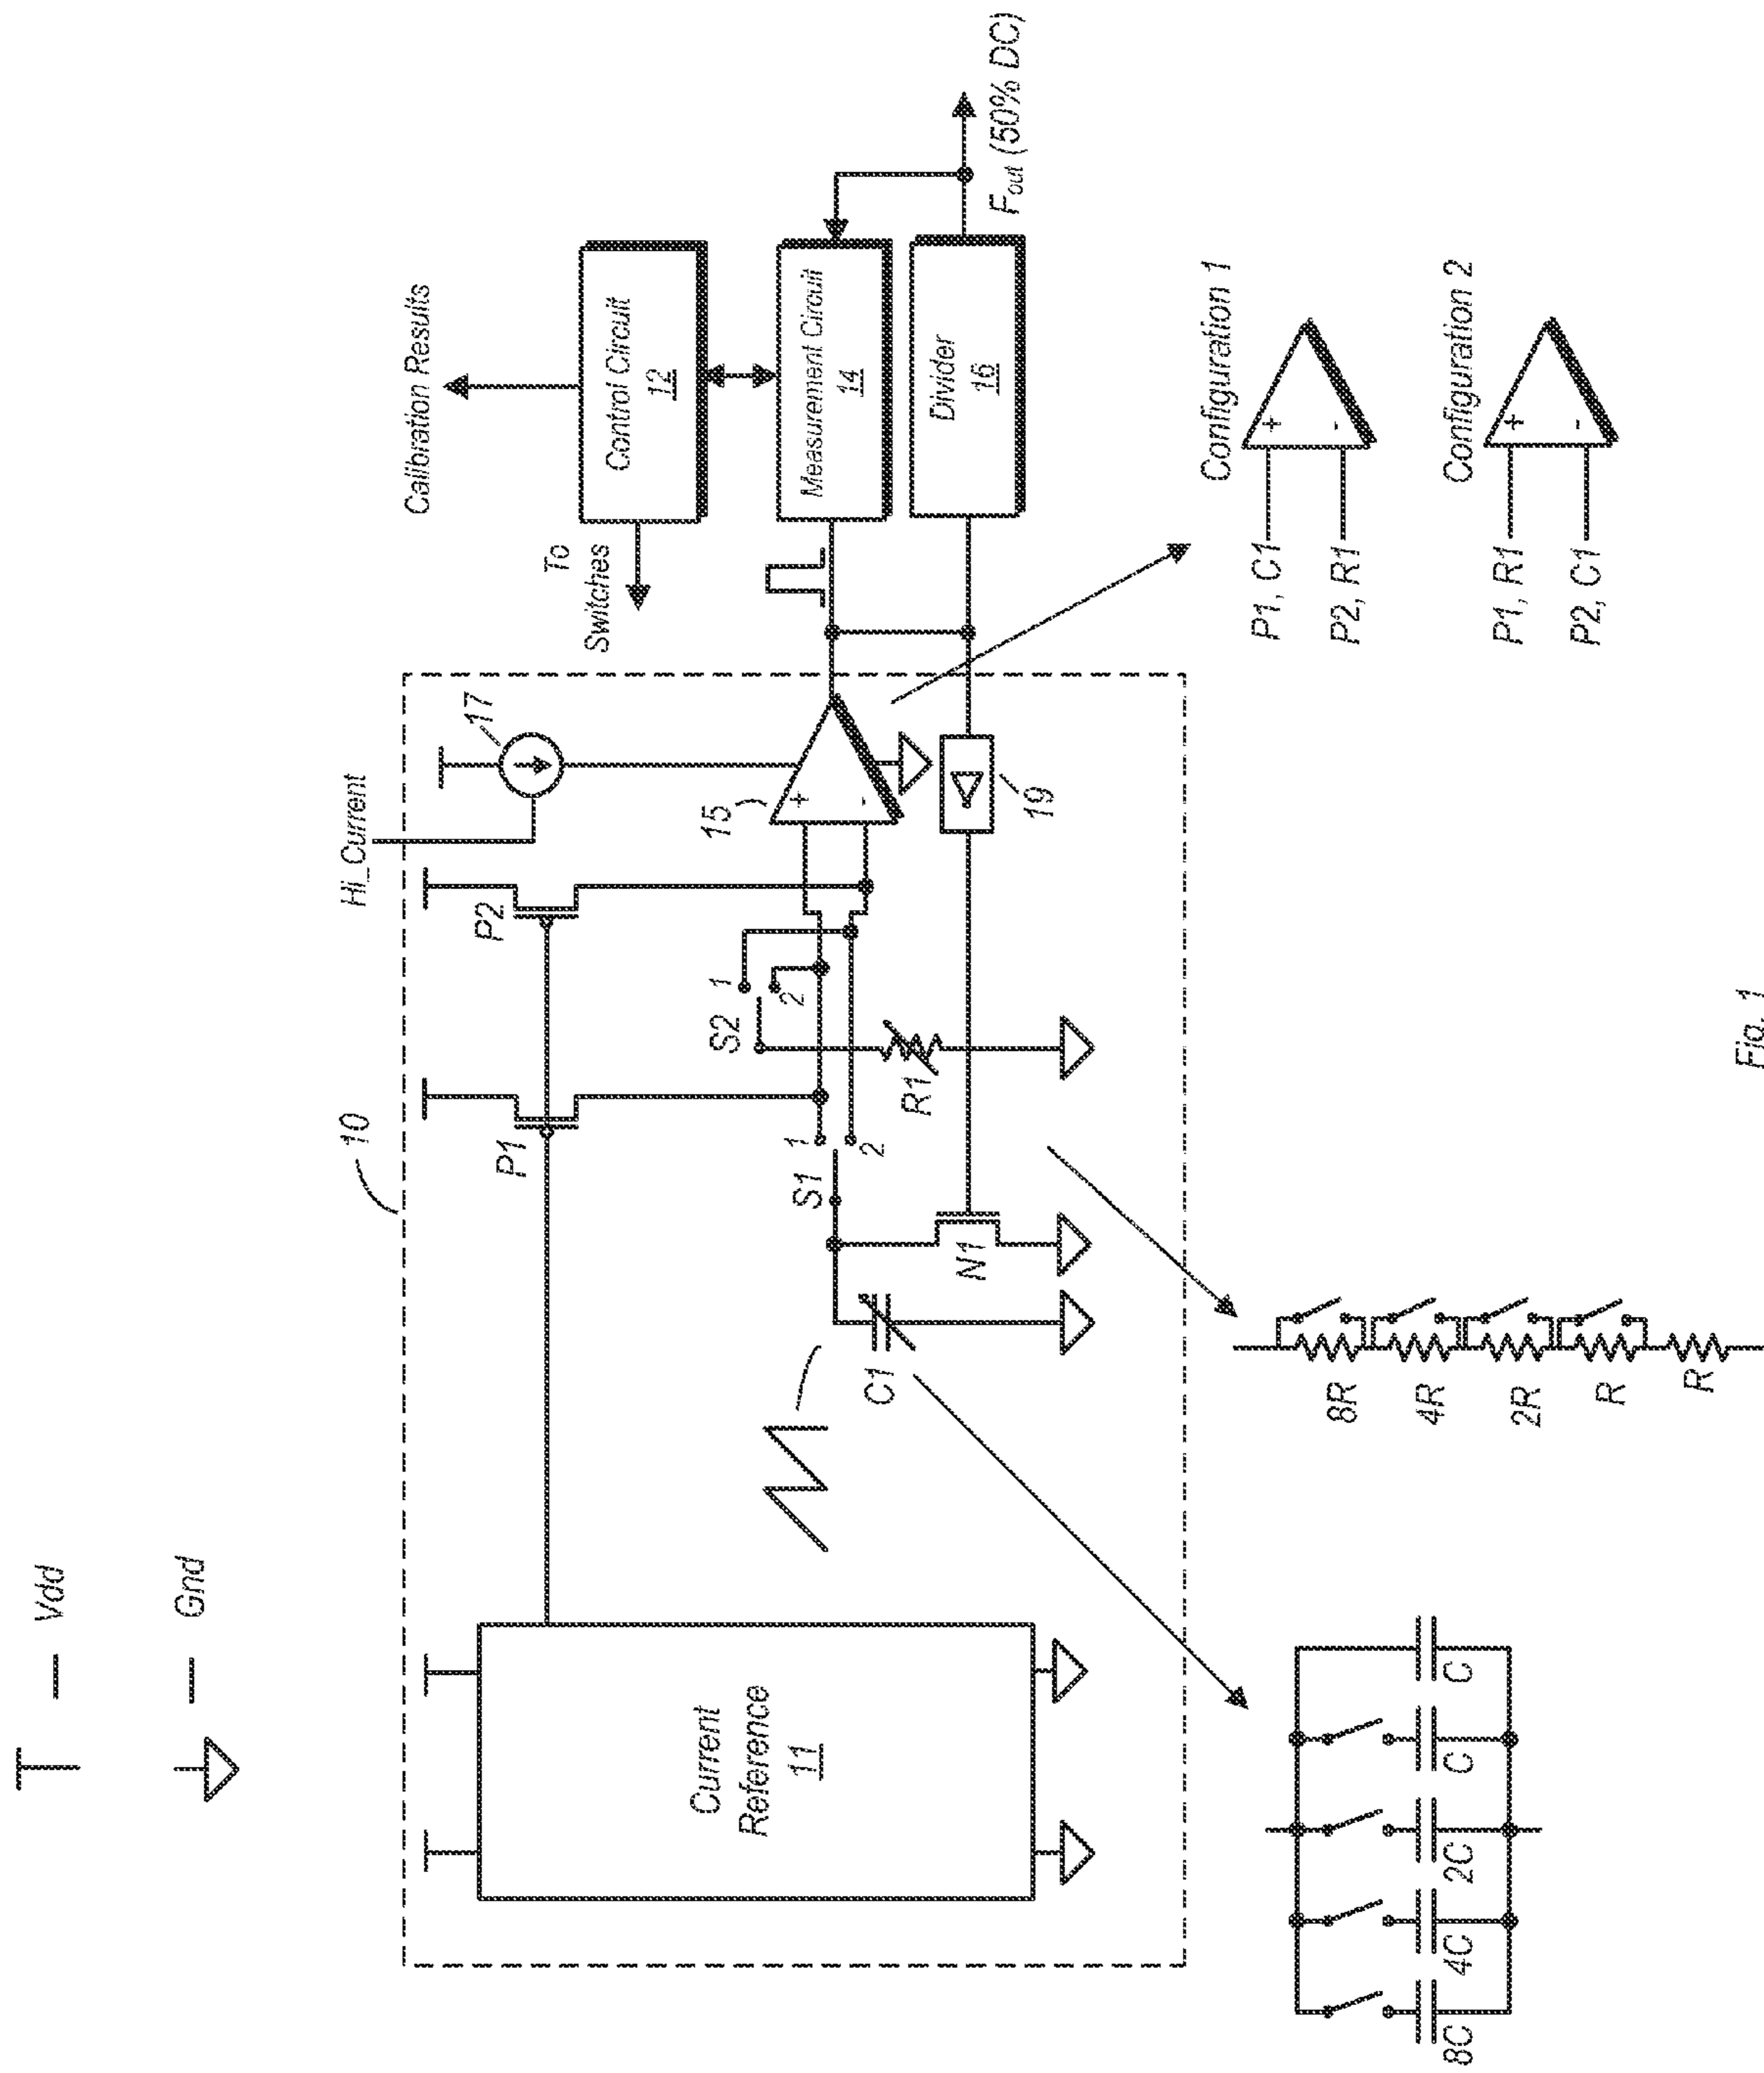 Vdd
Gnd
10
Hi_Current
17
Calibration Results
Control Circuit
12
To
Switches
P1
P2
15
+
-
Measurement Circuit
14
S1
1
2
S2
1
2
Divider
16
F_out (50% DC)
Current
Reference
11
C1
N1
R1
19
Configuration 1
P1, C1
P2, R1
+
-
Configuration 2
P1, R1
P2, C1
+
-
8C
4C
2C
C
C
8R
4R
2R
R
R
Fig. 1